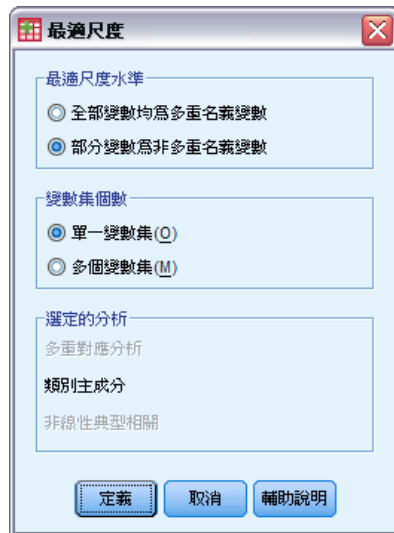 最適尺度
最適尺度水準
全部變數均為多重名義變數
部分變數為非多重名義變數
變數集個數
單一變數集(O)
多個變數集(M)
選定的分析
多重對應分析
類別主成分
非線性典型相關
定義 取消 輔助說明